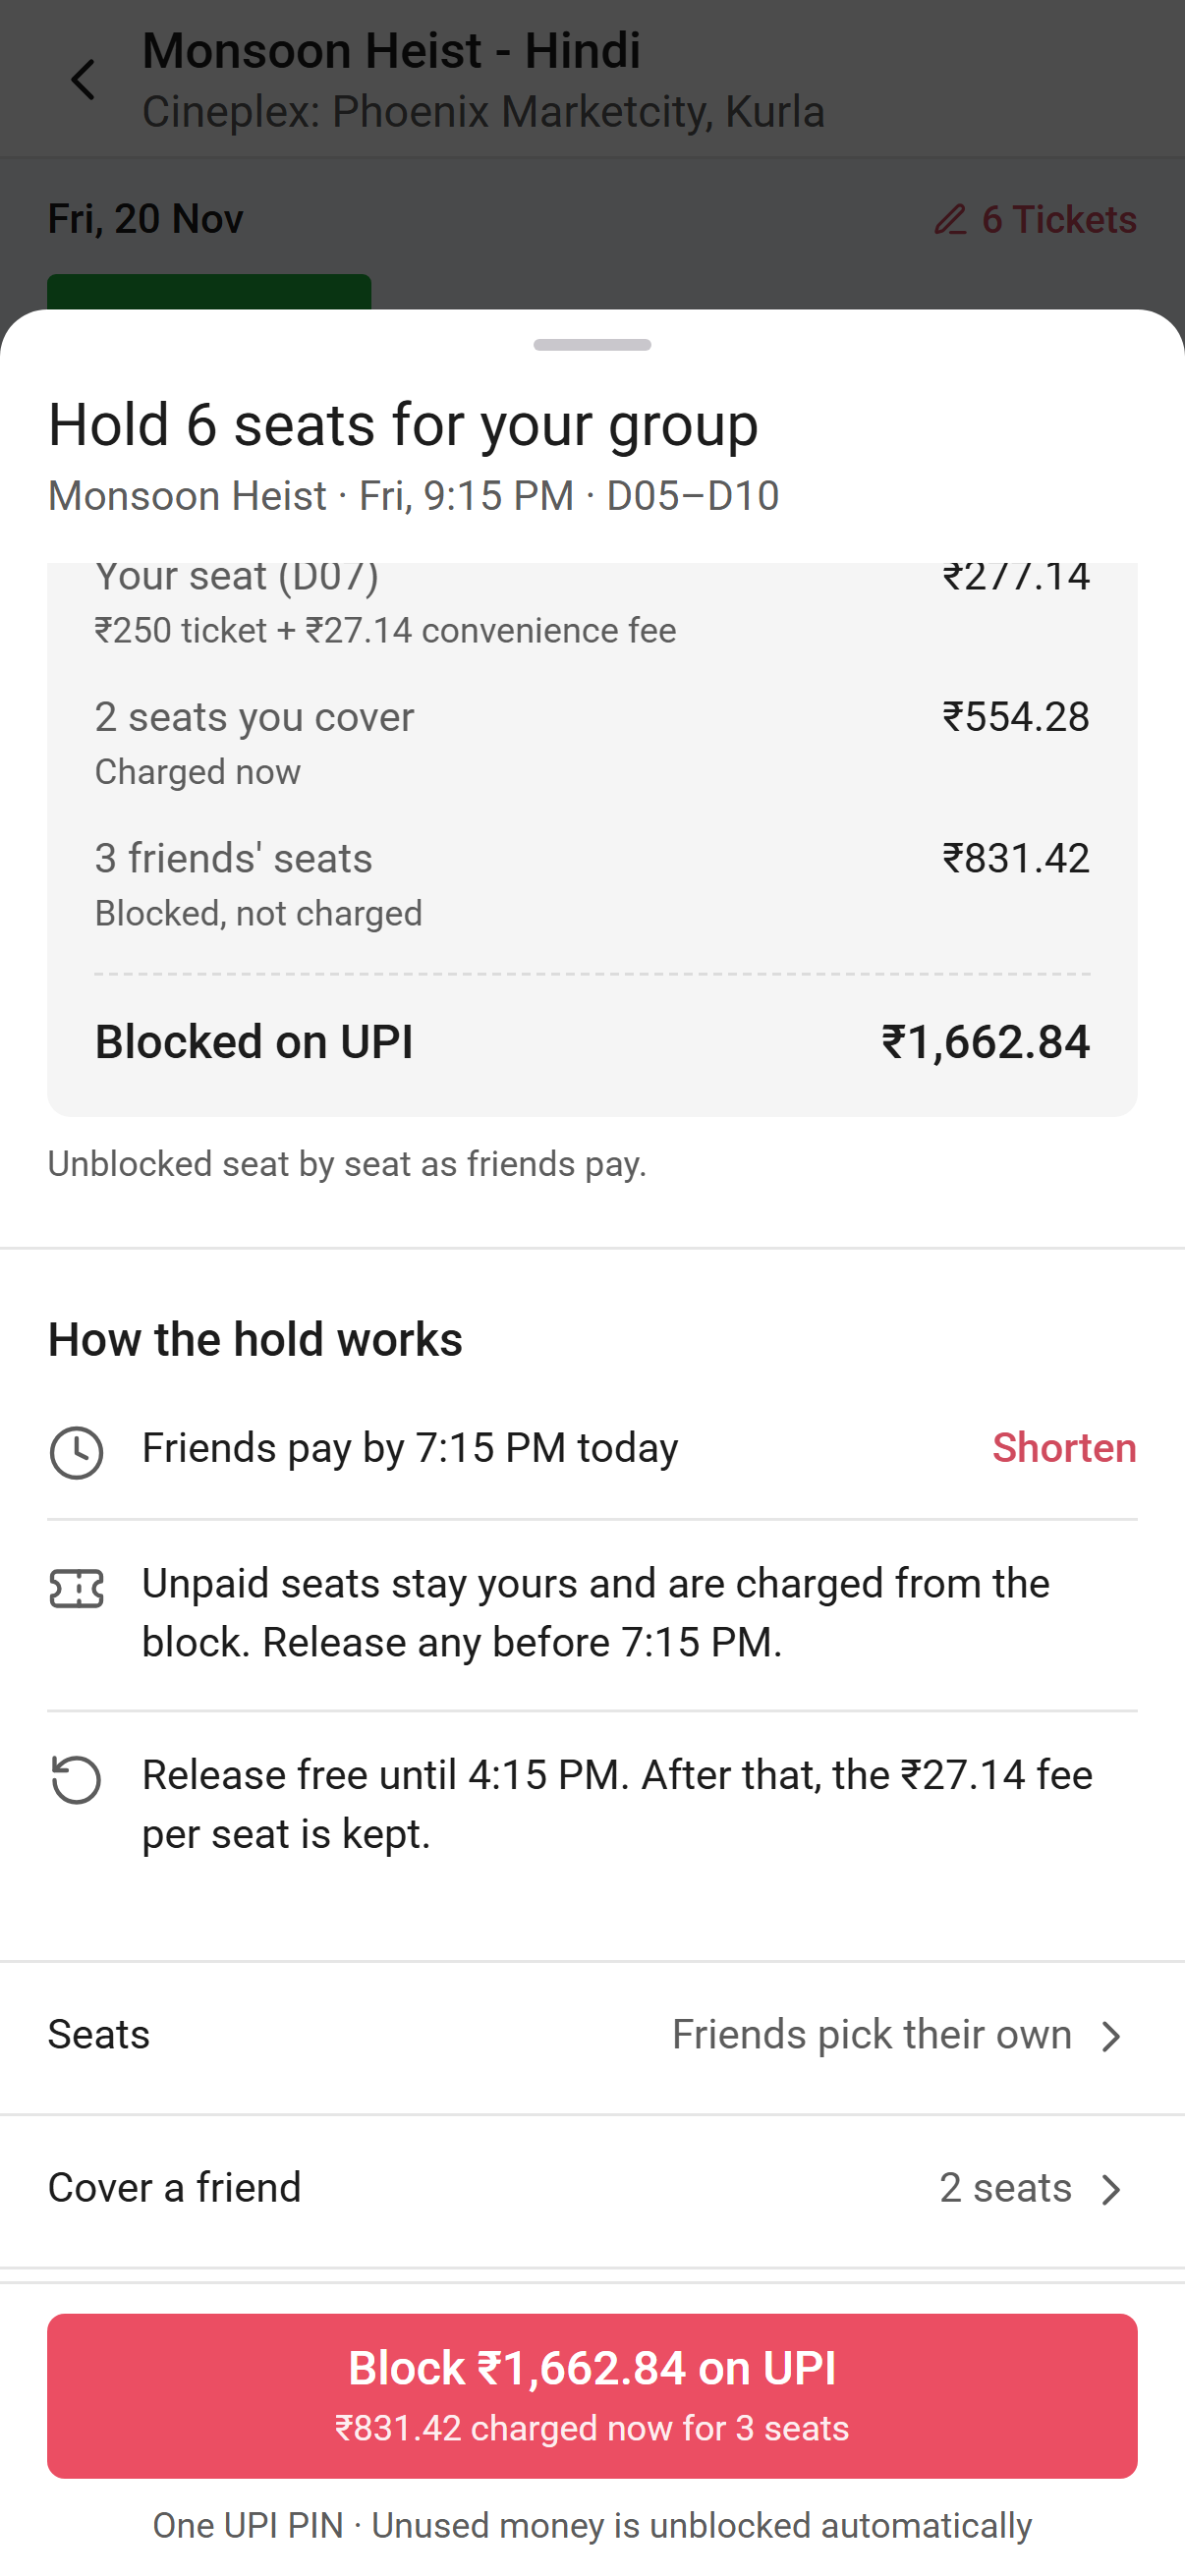 Monsoon Heist - Hindi
Cineplex: Phoenix Marketcity, Kurla
Fri, 20 Nov
6 Tickets
Hold 6 seats for your group
Monsoon Heist · Fri, 9:15 PM · D05–D10
Your seat (D07)
₹277.14
₹250 ticket + ₹27.14 convenience fee
2 seats you cover
₹554.28
Charged now
3 friends' seats
₹831.42
Blocked, not charged
Blocked on UPI
₹1,662.84
Unblocked seat by seat as friends pay.
How the hold works
Friends pay by 7:15 PM today
Shorten
Unpaid seats stay yours and are charged from the
block. Release any before 7:15 PM.
Release free until 4:15 PM. After that, the ₹27.14 fee
per seat is kept.
Seats
Friends pick their own
Cover a friend
2 seats
Block ₹1,662.84 on UPI
₹831.42 charged now for 3 seats
One UPI PIN · Unused money is unblocked automatically